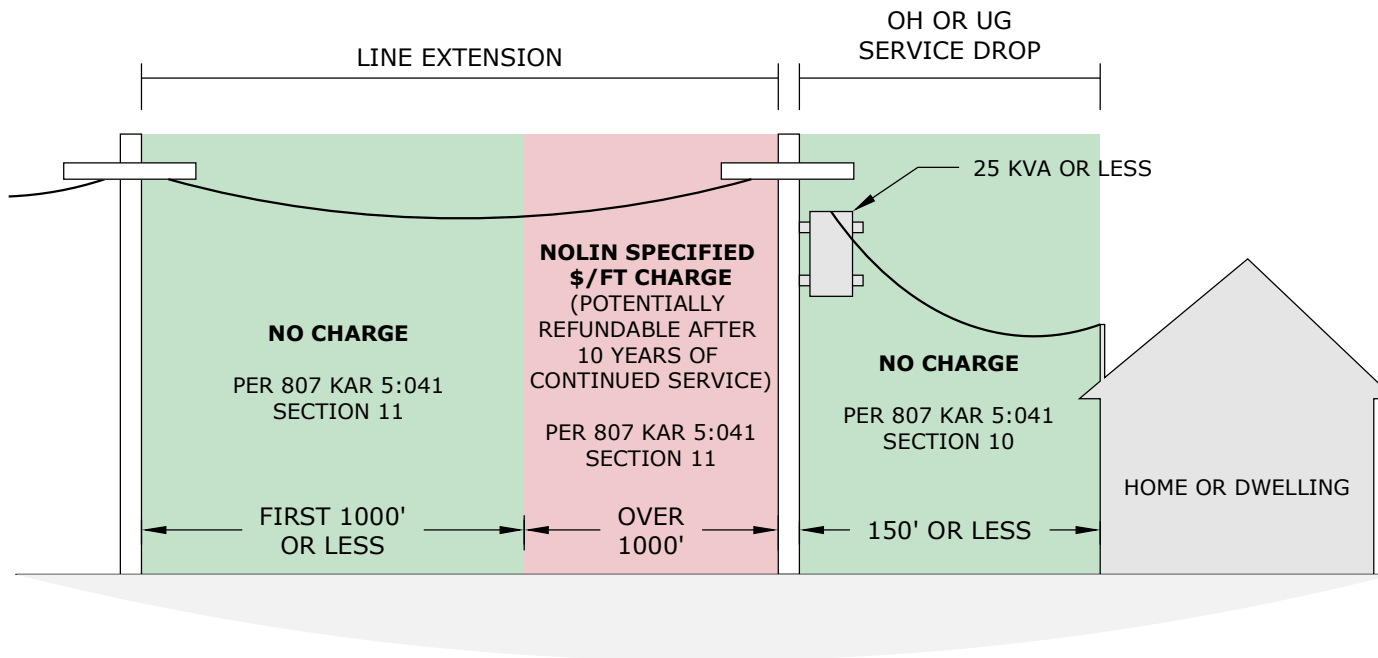 LINE EXTENSION
OH OR UG
SERVICE DROP
25 KVA OR LESS
NO CHARGE
PER 807 KAR 5:041
SECTION 11
NOLIN SPECIFIED
$/FT CHARGE
(POTENTIALLY
REFUNDABLE AFTER
10 YEARS OF
CONTINUED SERVICE)
PER 807 KAR 5:041
SECTION 11
NO CHARGE
PER 807 KAR 5:041
SECTION 10
HOME OR DWELLING
FIRST 1000'
OR LESS
OVER
1000'
150' OR LESS